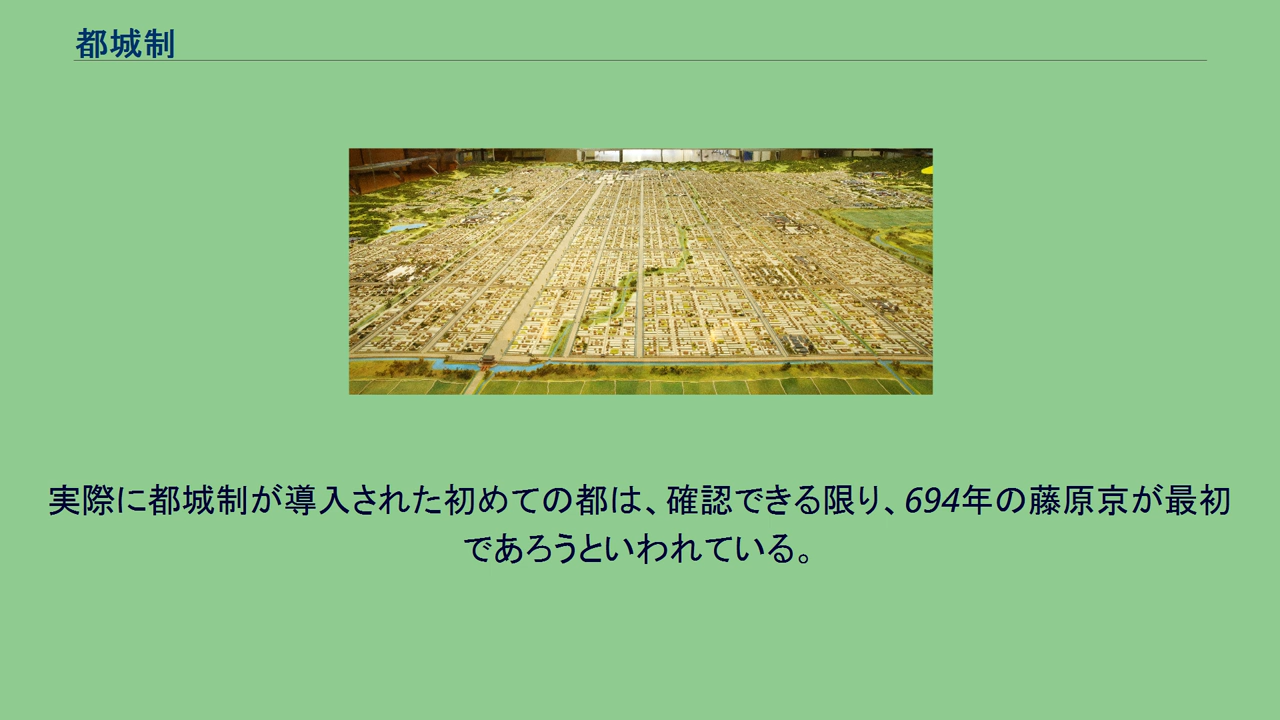 都城制
実際に都城制が導入された初めての都は、確認できる限り、694年の藤原京が最初
であろうといわれている。